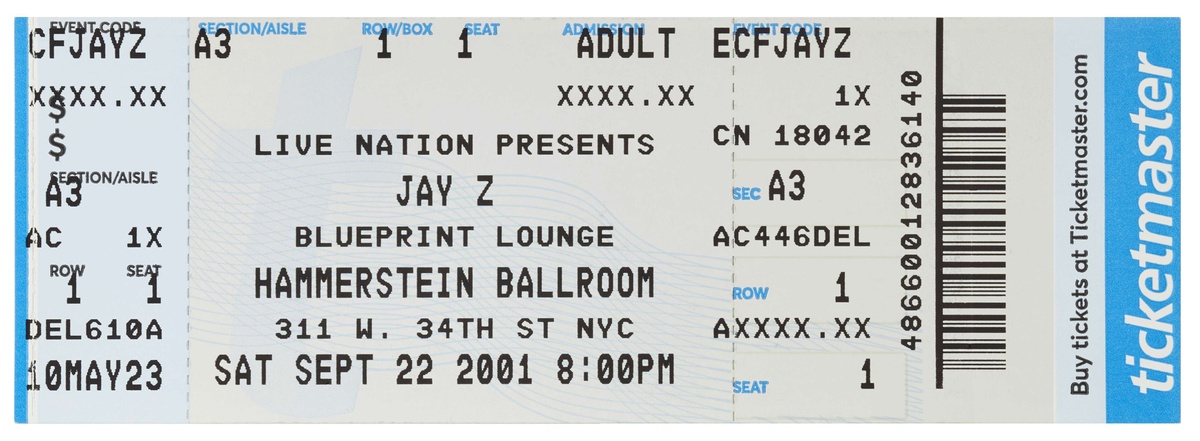 EVENT CODE
CFJAYZ
XXXX.XX
$
$
SECTION/AISLE
A3
AC 1X
ROW SEAT
1 1
DEL610A
10MAY23
SECTION/AISLE ROW/BOX SEAT ADMISSION EVENT CODE
A3 1 1 ADULT ECFJAYZ
XXXX.XX 1X
LIVE NATION PRESENTS
JAY Z
BLUEPRINT LOUNGE
HAMMERSTEIN BALLROOM
311 W. 34TH ST NYC
SAT SEPT 22 2001 8:00PM
CN 18042
SEC A3
AC446DEL
ROW 1
AXXXX.XX
SEAT 1
48660012836140
Buy tickets at Ticketmaster.com
ticketmaster